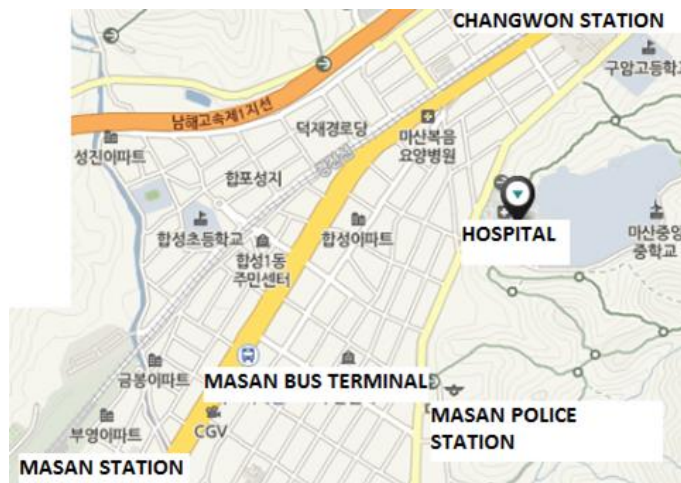 CHANGWON STATION
구암고등학교
남해고속제1지선
덕재경로당
마산복음
요양병원
성진아파트
경전선
합포성지
HOSPITAL
마산중앙
중학교
합성초등학교
합성1동
주민센터
합성아파트
금봉아파트
MASAN BUS TERMINAL
부영아파트
CGV
MASAN POLICE
STATION
MASAN STATION